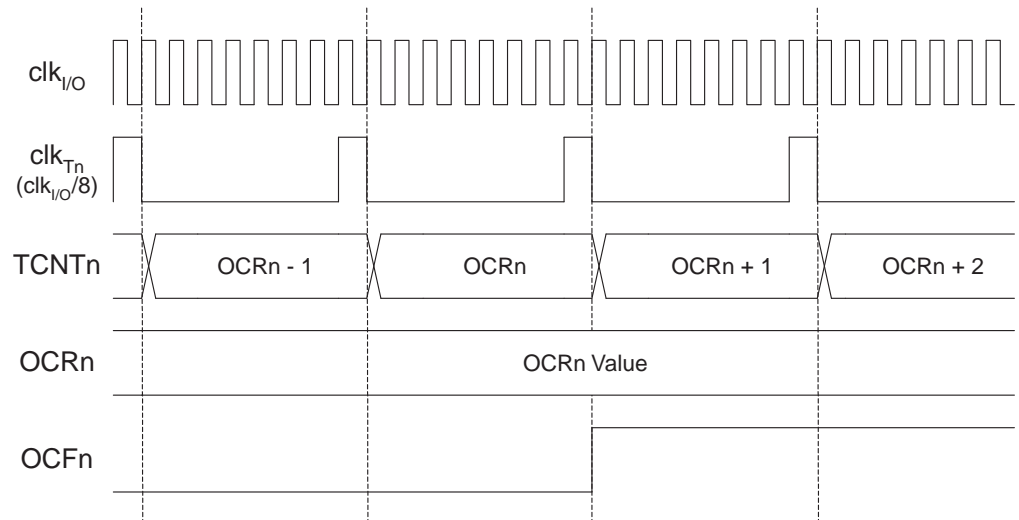 clkI/O
clkTn
(clkI/O/8)
TCNTn
OCRn - 1
OCRn
OCRn + 1
OCRn + 2
OCRn
OCRn Value
OCFn